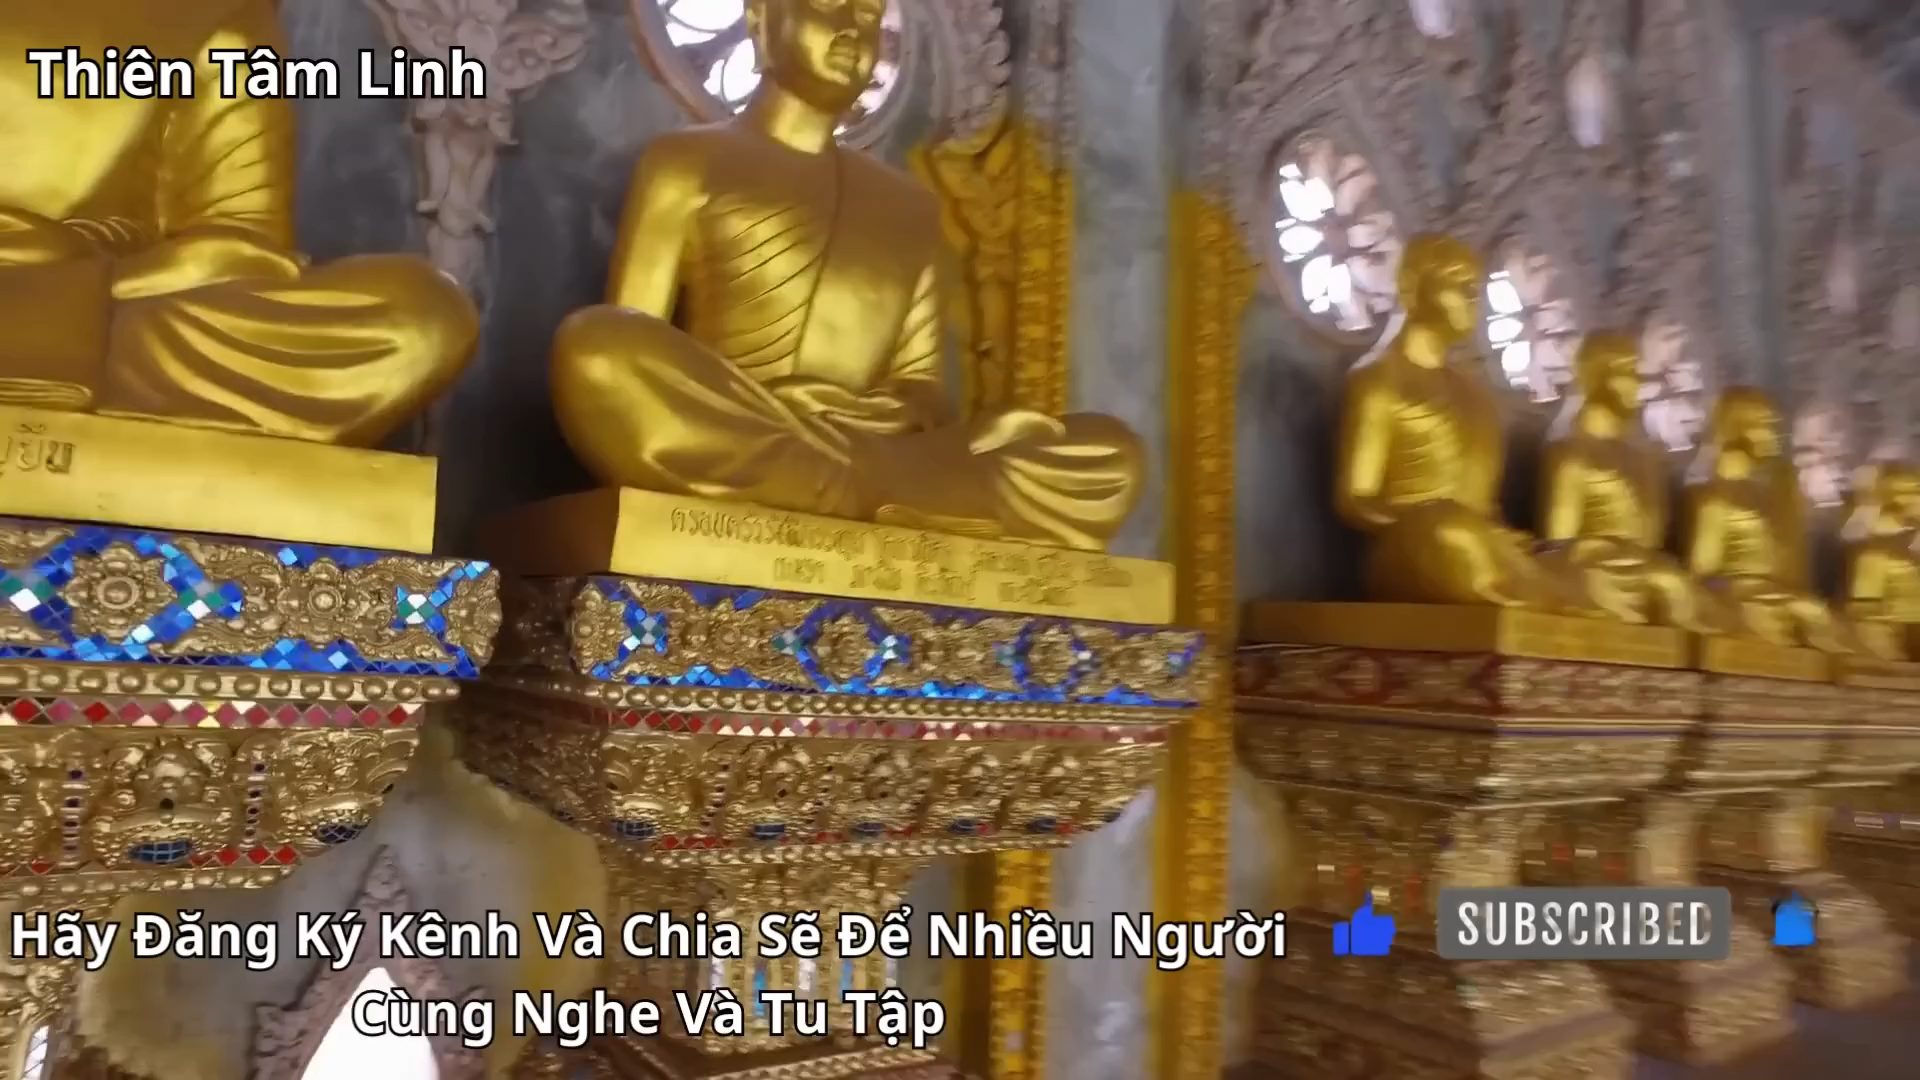 Thiên Tâm Linh
Hãy Đăng Ký Kênh Và Chia Sẽ Để Nhiều Người
SUBSCRIBED
Cùng Nghe Và Tu Tập